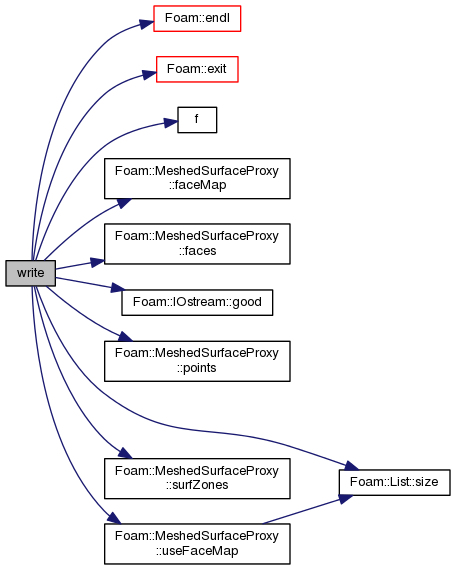 Foam::endl
Foam::exit
f
Foam::MeshedSurfaceProxy
::faceMap
Foam::MeshedSurfaceProxy
::faces
write
Foam::IOstream::good
Foam::MeshedSurfaceProxy
::points
Foam::MeshedSurfaceProxy
::surfZones
Foam::List::size
Foam::MeshedSurfaceProxy
::useFaceMap